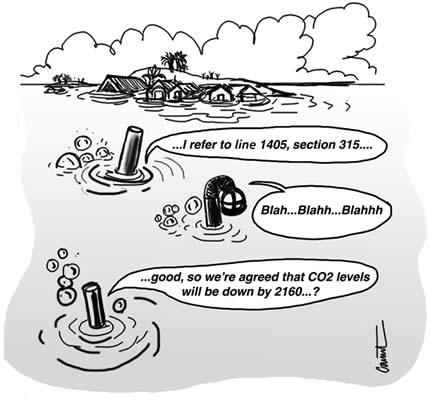 ...I refer to line 1405, section 315....
Blah...Blahh...Blahhh
...good, so we're agreed that CO2 levels
will be down by 2160...?